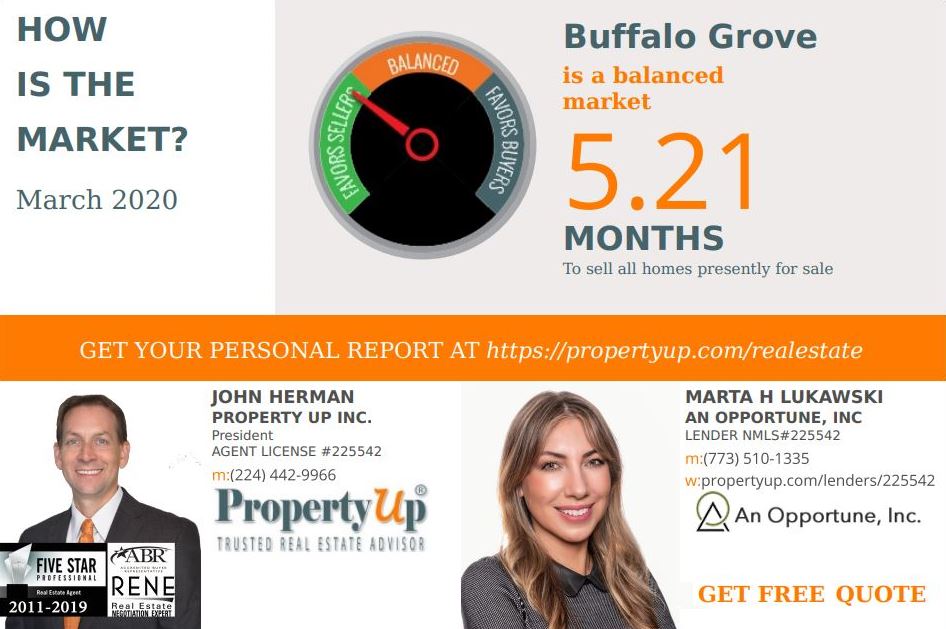 HOW
IS THE
MARKET?
March 2020
FAVORS SELLERS
BALANCED
FAVORS BUYERS
Buffalo Grove
is a balanced
market
5.21
MONTHS
To sell all homes presently for sale
GET YOUR PERSONAL REPORT AT https://propertyup.com/realestate
JOHN HERMAN
PROPERTY UP INC.
President
AGENT LICENSE #225542
m:(224) 442-9966
PropertyUp®
TRUSTED REAL ESTATE ADVISOR
FIVE STAR
PROFESSIONAL
Real Estate Agent
2011-2019
ABR
ACCREDITED BUYER
REPRESENTATIVE
RENE
Real Estate
NEGOTIATION EXPERT
MARTA H LUKAWSKI
AN OPPORTUNE, INC
LENDER NMLS#225542
m:(773) 510-1335
w:propertyup.com/lenders/225542
An Opportune, Inc.
GET FREE QUOTE